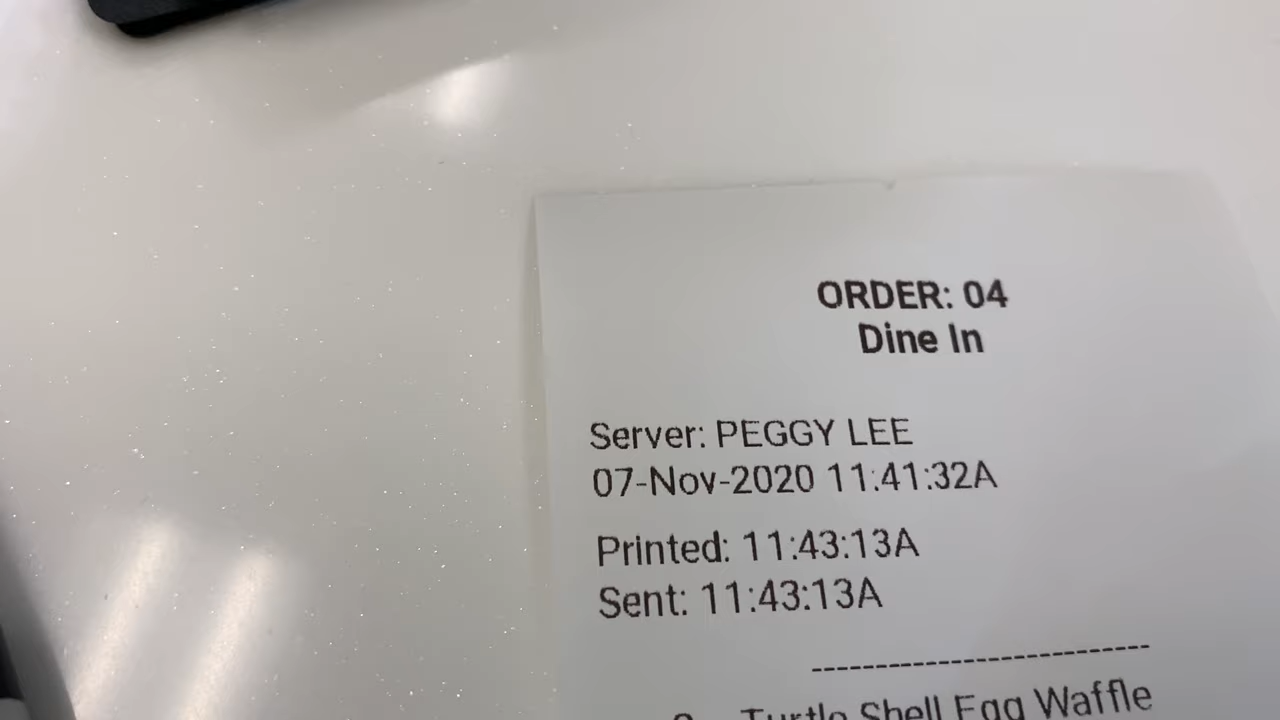 ORDER: 04
Dine In
Server: PEGGY LEE
07-Nov-2020 11:41:32A
Printed: 11:43:13A
Sent: 11:43:13A
---------------------------
Turtle Shell Egg Waffle